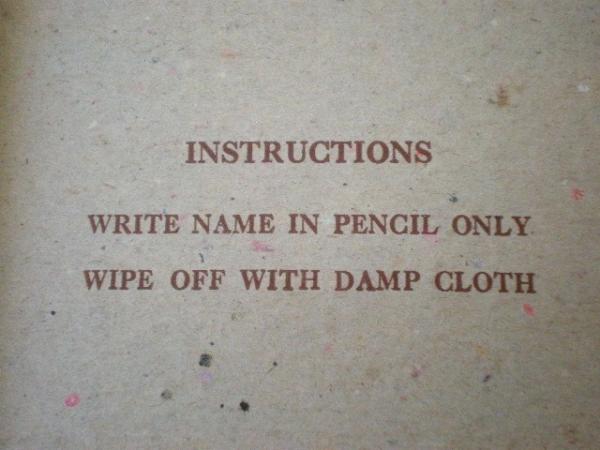 INSTRUCTIONS
WRITE NAME IN PENCIL ONLY
WIPE OFF WITH DAMP CLOTH